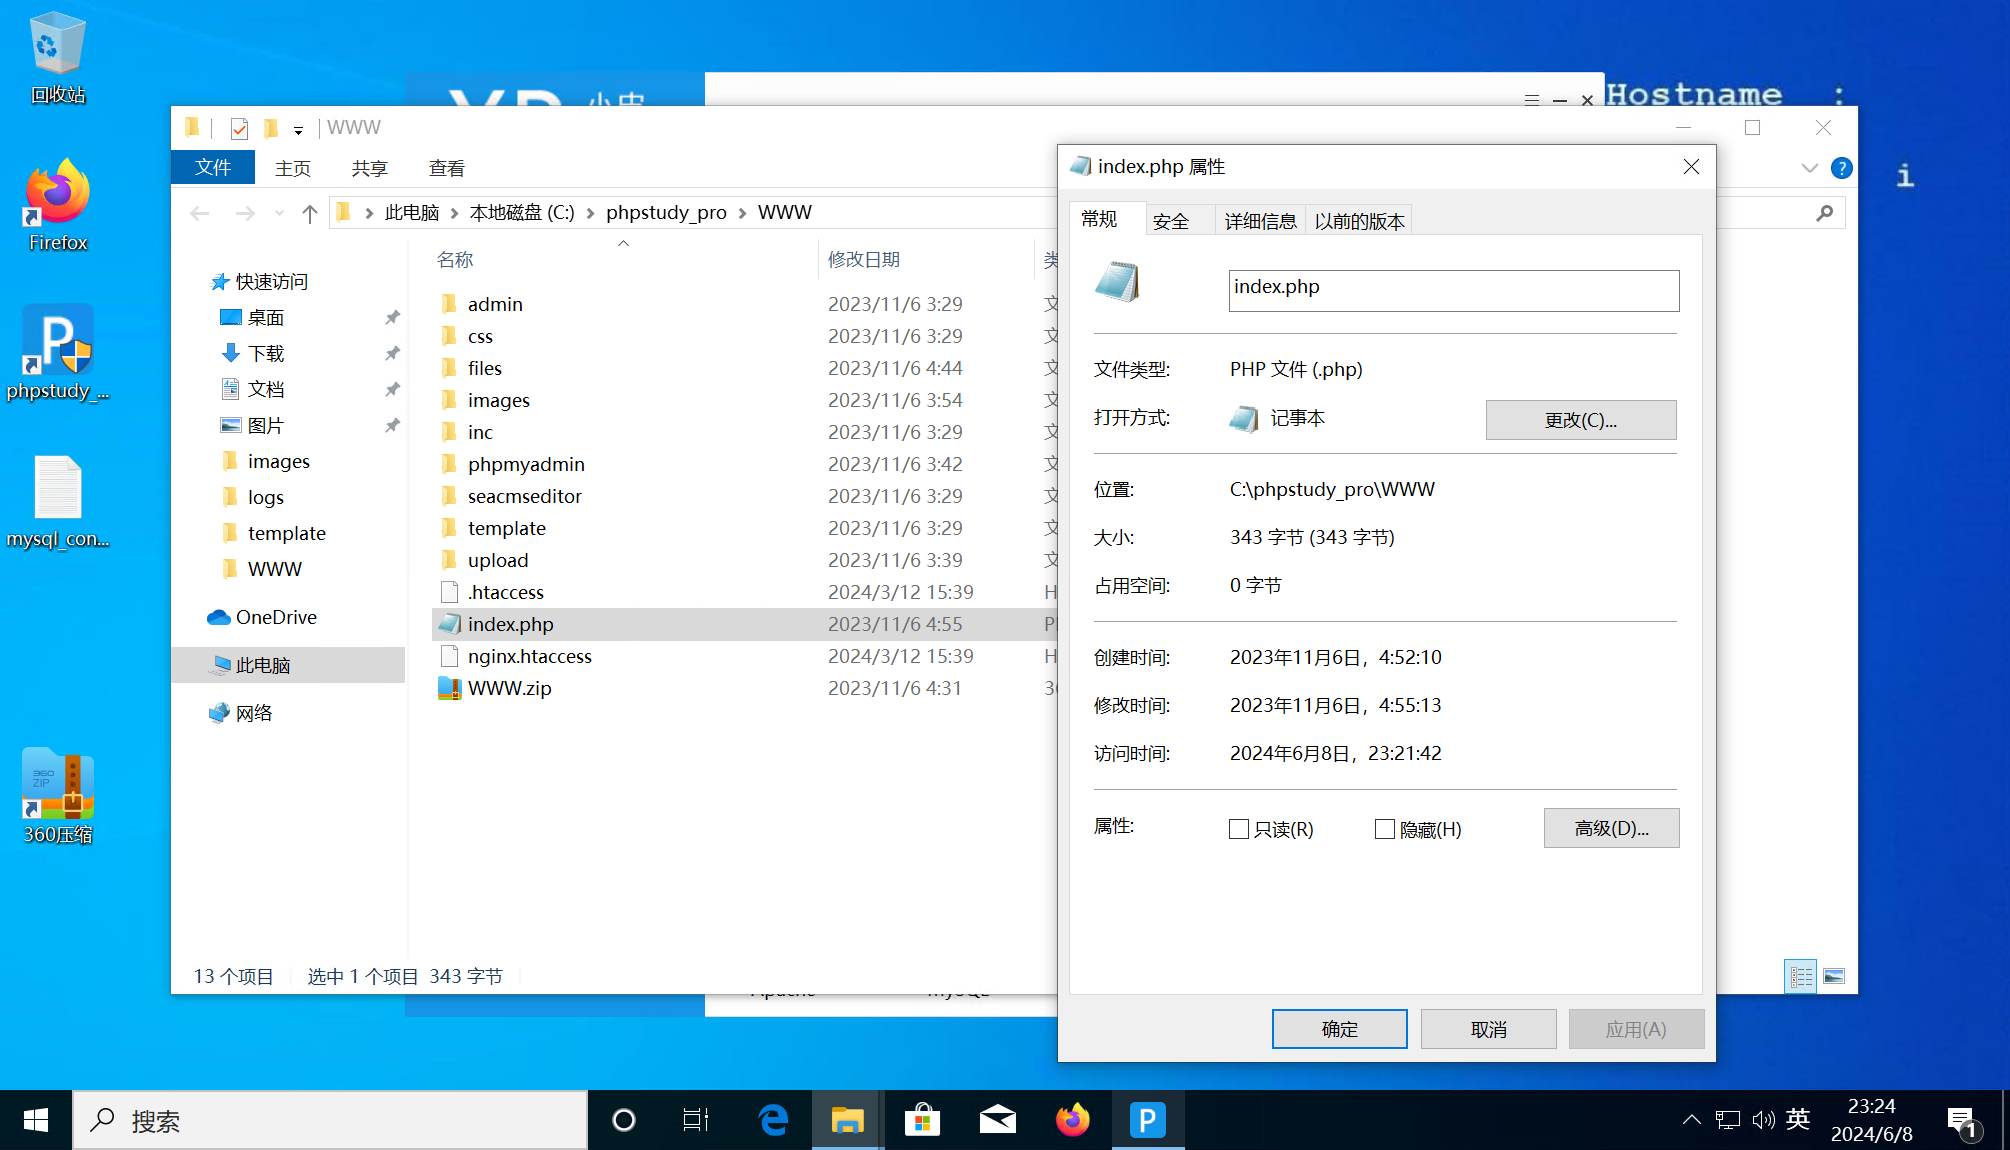 回收站
Firefox
phpstudy_...
mysql_con...
360压缩
小皮
Hostname :
i
WWW
文件 主页 共享 查看
此电脑 本地磁盘 (C:) phpstudy_pro WWW
快速访问
桌面
下载
文档
图片
images
logs
template
WWW
OneDrive
此电脑
网络
名称 修改日期 类
admin 2023/11/6 3:29 文
css 2023/11/6 3:29 文
files 2023/11/6 4:44 文
images 2023/11/6 3:54 文
inc 2023/11/6 3:29 文
phpmyadmin 2023/11/6 3:42 文
seacmseditor 2023/11/6 3:29 文
template 2023/11/6 3:29 文
upload 2023/11/6 3:39 文
.htaccess 2024/3/12 15:39 H
index.php 2023/11/6 4:55 P
nginx.htaccess 2024/3/12 15:39 H
WWW.zip 2023/11/6 4:31 36
13 个项目 选中 1 个项目 343 字节
Apache MySQL
index.php 属性
常规 安全 详细信息 以前的版本
index.php
文件类型: PHP 文件 (.php)
打开方式: 记事本 更改(C)...
位置: C:\phpstudy_pro\WWW
大小: 343 字节 (343 字节)
占用空间: 0 字节
创建时间: 2023年11月6日，4:52:10
修改时间: 2023年11月6日，4:55:13
访问时间: 2024年6月8日，23:21:42
属性: 只读(R) 隐藏(H) 高级(D)...
确定 取消 应用(A)
搜索
英
23:24
2024/6/8
1